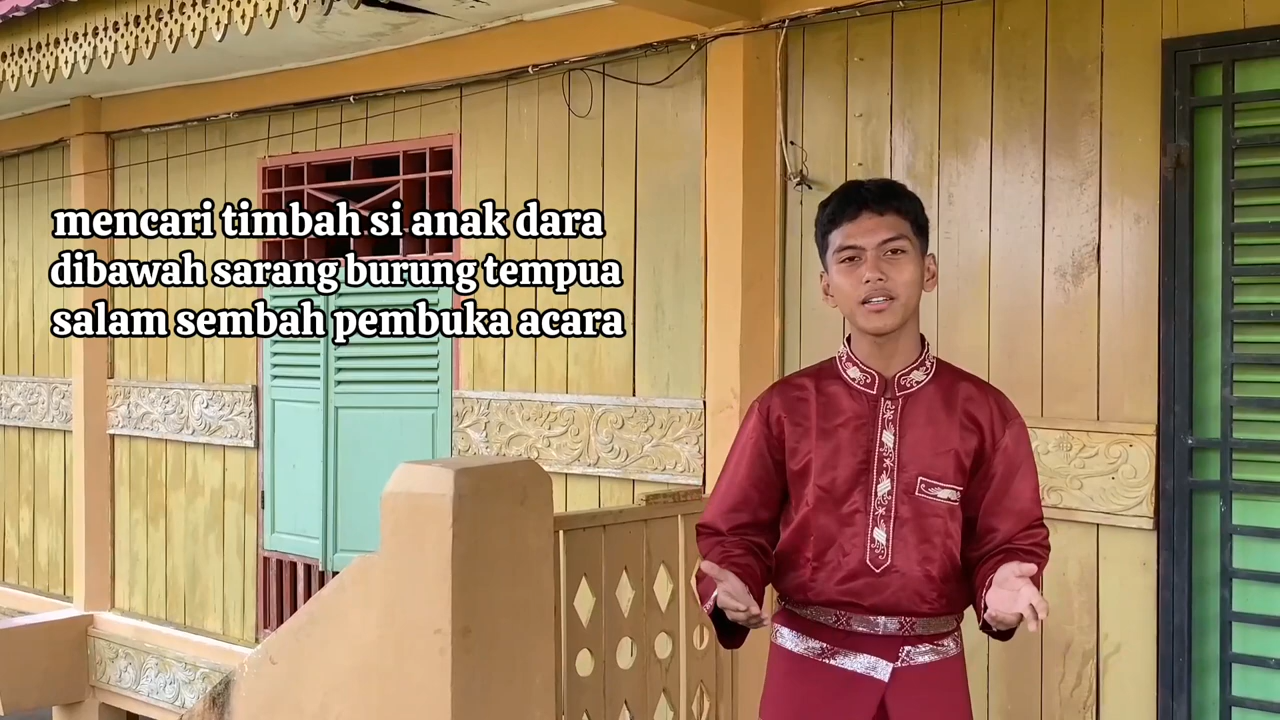 mencari timbah si anak dara
dibawah sarang burung tempua
salam sembah pembuka acara